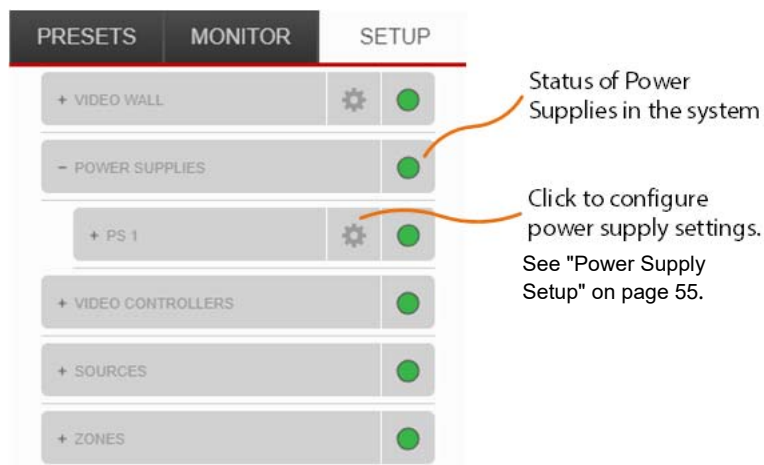 PRESETS MONITOR SETUP
+ VIDEO WALL
Status of Power
Supplies in the system
− POWER SUPPLIES
+ PS 1
Click to configure
power supply settings.
See "Power Supply
Setup" on page 55.
+ VIDEO CONTROLLERS
+ SOURCES
+ ZONES